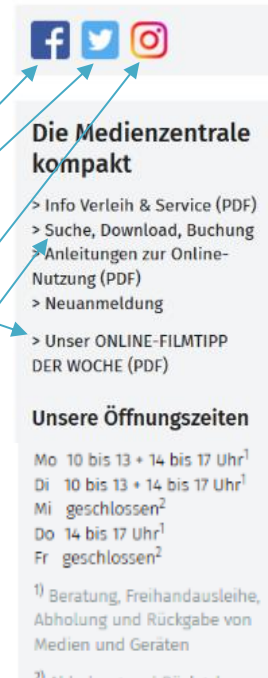 Die Medienzentrale
kompakt
> Info Verleih & Service (PDF)
> Suche, Download, Buchung
> Anleitungen zur Online-
Nutzung (PDF)
> Neuanmeldung
> Unser ONLINE-FILMTIPP
DER WOCHE (PDF)
Unsere Öffnungszeiten
Mo 10 bis 13 + 14 bis 17 Uhr¹
Di 10 bis 13 + 14 bis 17 Uhr¹
Mi geschlossen²
Do 14 bis 17 Uhr¹
Fr geschlossen²
¹⁾ Beratung, Freihandausleihe,
Abholung und Rückgabe von
Medien und Geräten